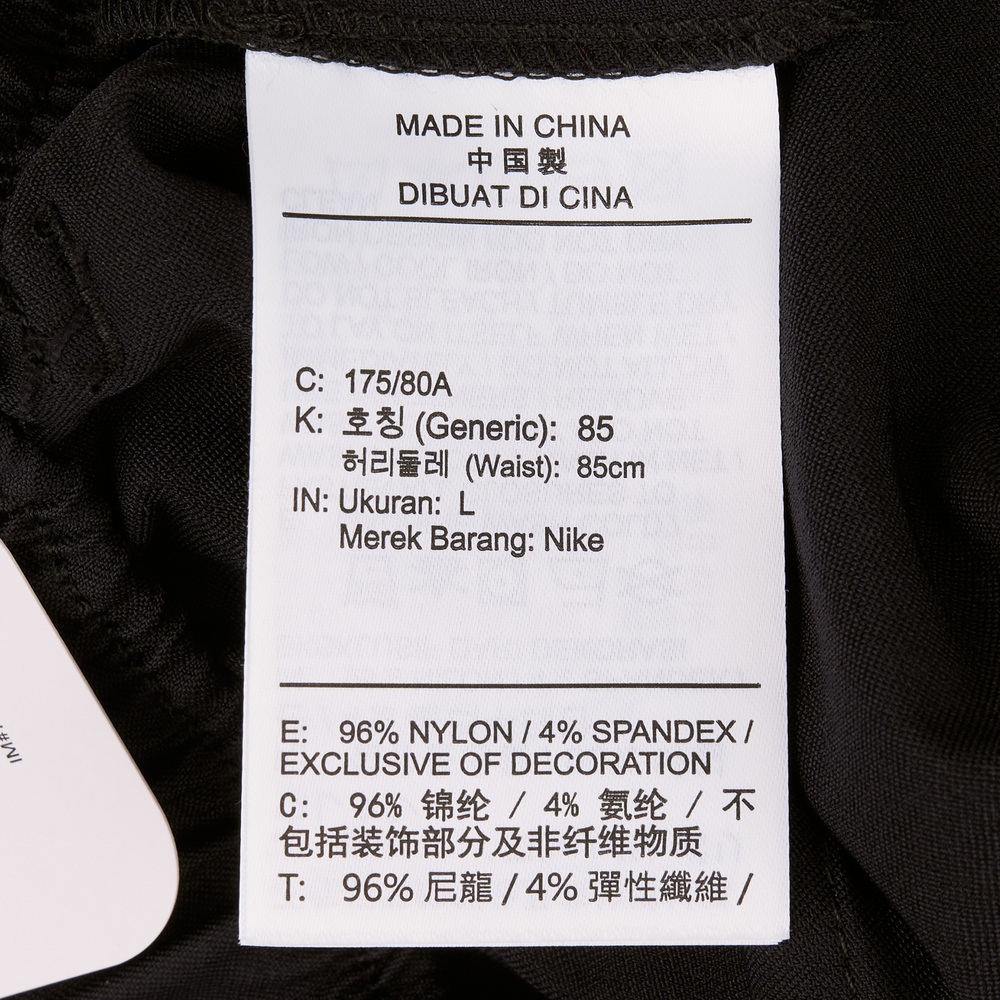 MADE IN CHINA
中国製
DIBUAT DI CINA
C: 175/80A
K: 호칭 (Generic): 85
허리둘레 (Waist): 85cm
IN: Ukuran: L
Merek Barang: Nike
E: 96% NYLON / 4% SPANDEX /
EXCLUSIVE OF DECORATION
C: 96% 锦纶 / 4% 氨纶 / 不
包括装饰部分及非纤维物质
T: 96% 尼龍 / 4% 彈性纖維 /